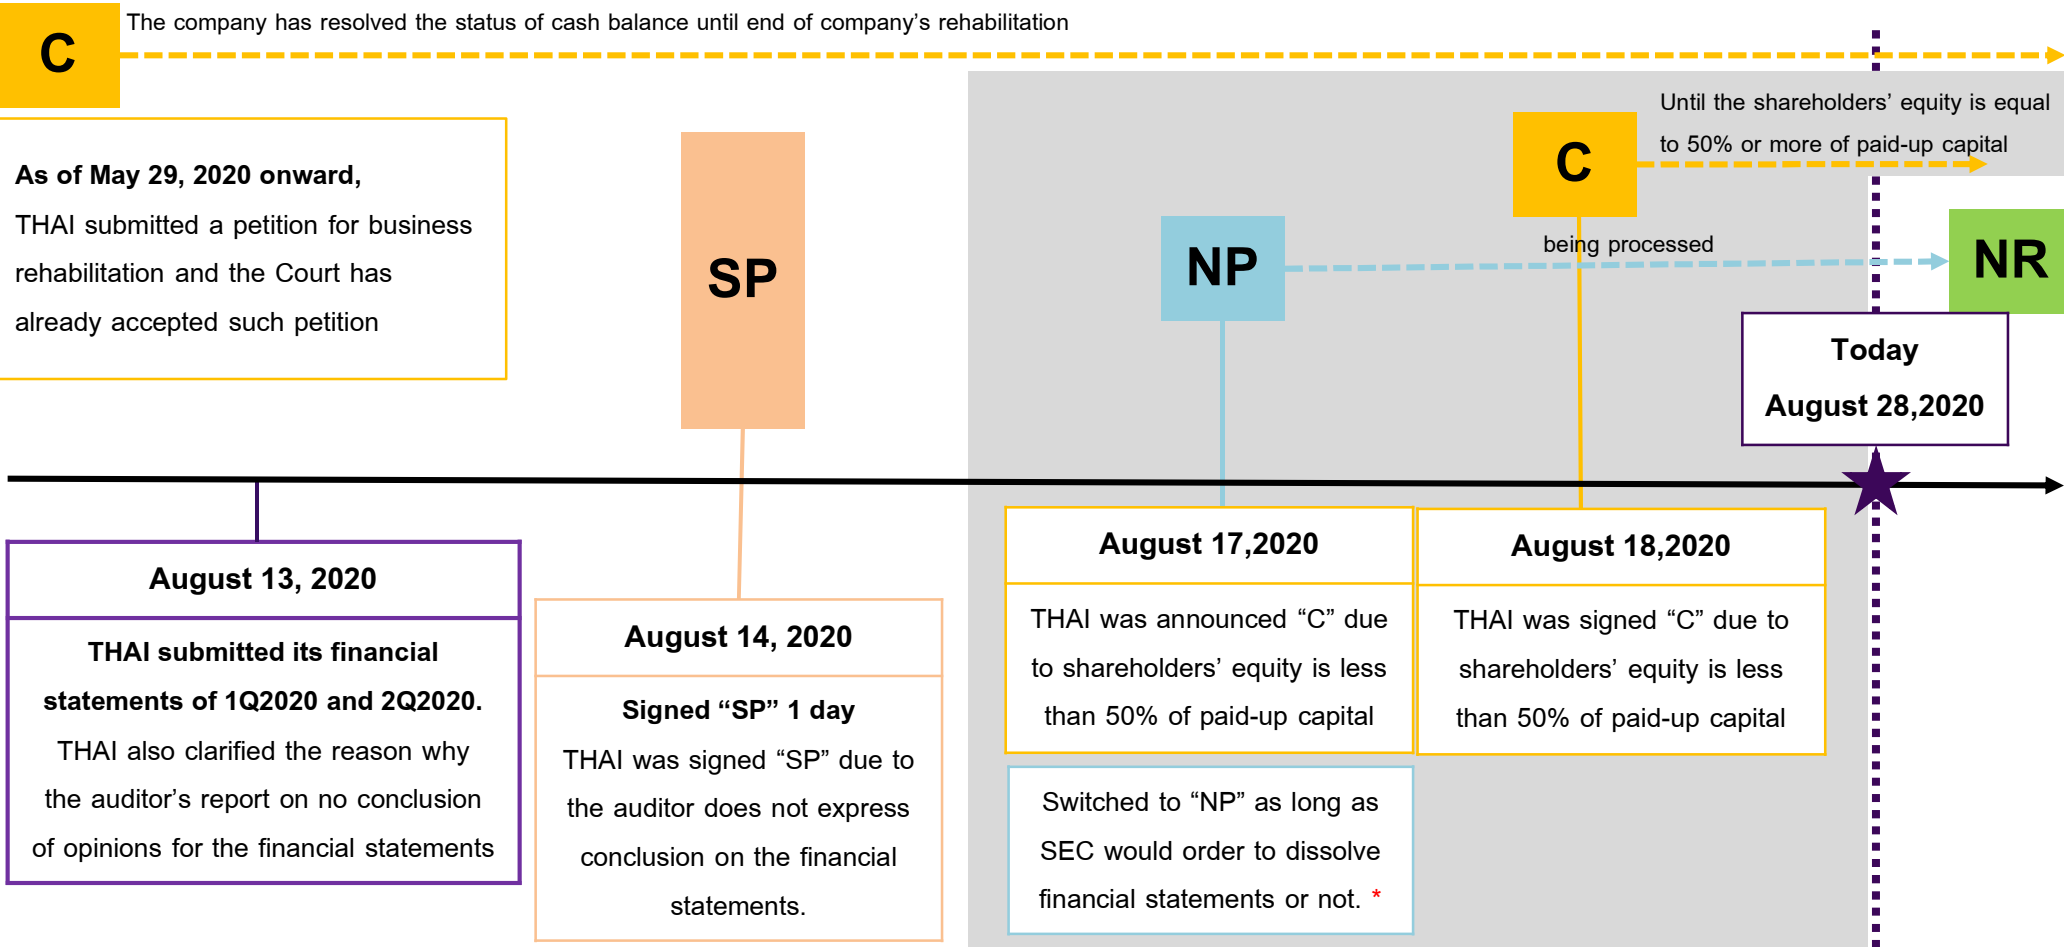 C
The company has resolved the status of cash balance until end of company’s rehabilitation
As of May 29, 2020 onward,
THAI submitted a petition for business
rehabilitation and the Court has
already accepted such petition
SP
NP
being processed
C
Until the shareholders’ equity is equal
to 50% or more of paid-up capital
NR
Today
August 28,2020
August 13, 2020
THAI submitted its financial
statements of 1Q2020 and 2Q2020.
THAI also clarified the reason why
the auditor’s report on no conclusion
of opinions for the financial statements
August 14, 2020
Signed “SP” 1 day
THAI was signed “SP” due to
the auditor does not express
conclusion on the financial
statements.
August 17,2020
THAI was announced “C” due
to shareholders’ equity is less
than 50% of paid-up capital
Switched to “NP” as long as
SEC would order to dissolve
financial statements or not. *
August 18,2020
THAI was signed “C” due to
shareholders’ equity is less
than 50% of paid-up capital